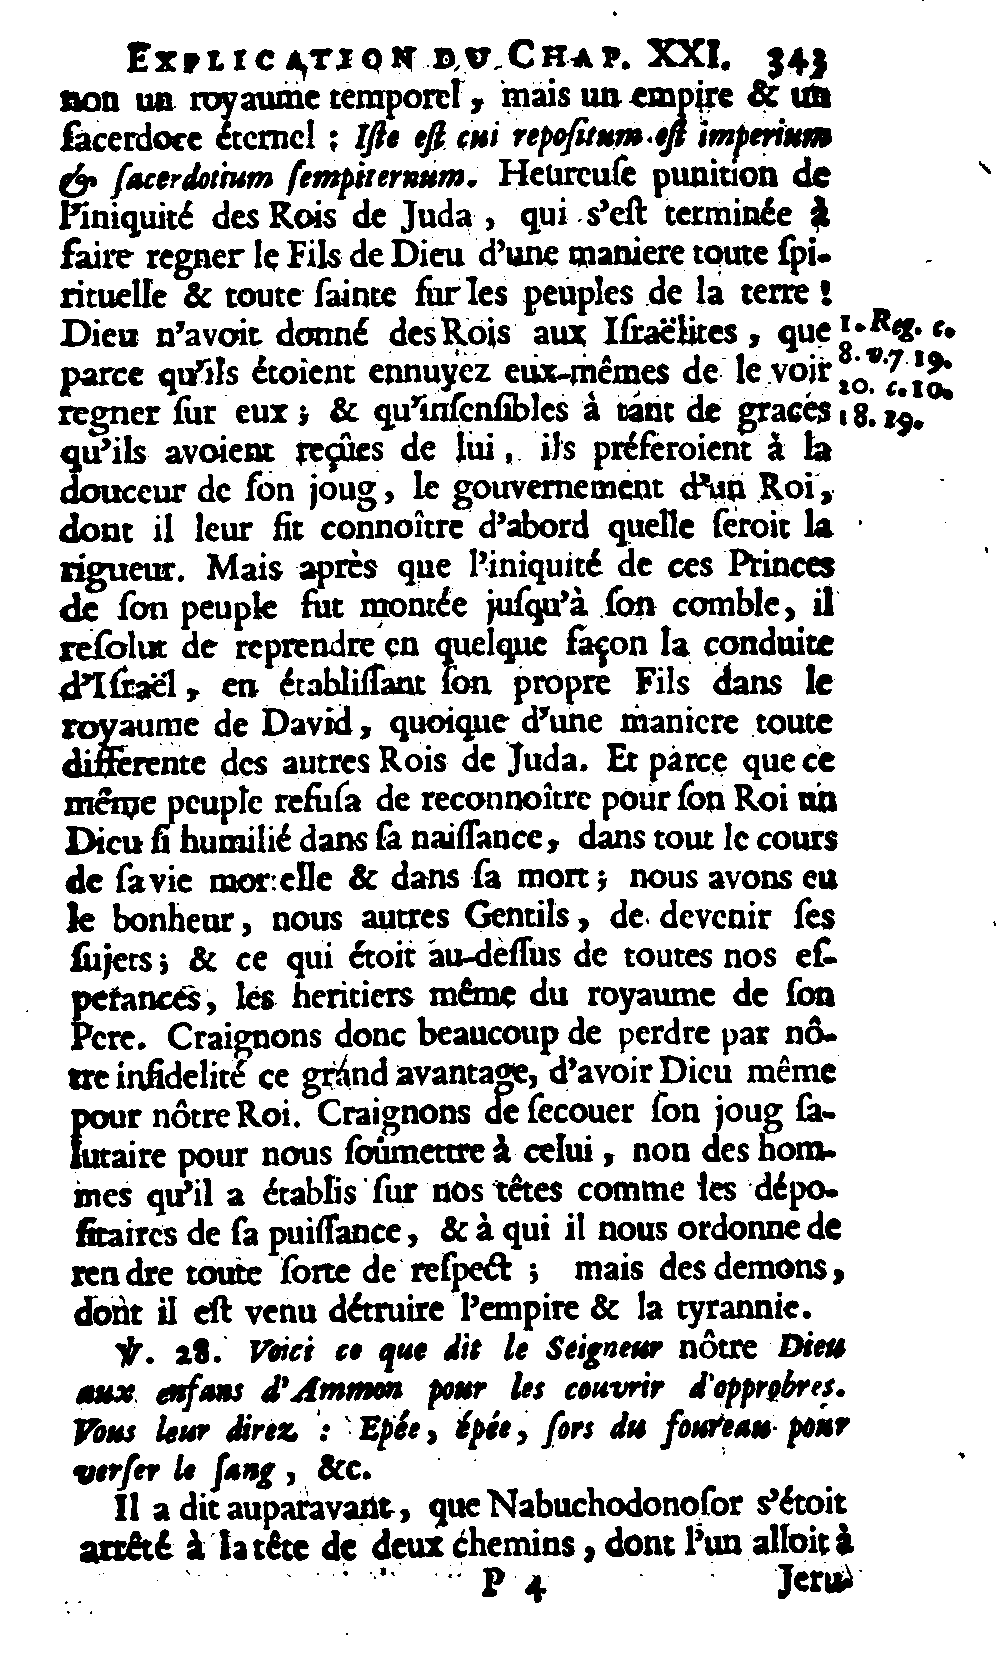 EXPLICATION DU CHAP. XXI. 343
non un royaume temporel, mais un empire & un
ſacerdoce éternel : Iſte eſt cui repoſitum eſt imperium
& ſacerdotium ſempiternum. Heureuſe punition de
l'iniquité des Rois de Juda, qui s'eſt terminée à
faire regner le Fils de Dieu d'une maniere toute ſpi-
rituelle & toute ſainte ſur les peuples de la terre !
Dieu n'avoit donné des Rois aux Iſraëlites, que
parce qu'ils étoient ennuyez eux-mêmes de le voir
regner ſur eux ; & qu'inſenſibles à tant de graces
qu'ils avoient reçûes de lui, ils préferoient à la
douceur de ſon joug, le gouvernement d'un Roi,
dont il leur fit connoître d'abord quelle ſeroit la
rigueur. Mais après que l'iniquité de ces Princes
de ſon peuple fut montée juſqu'à ſon comble, il
reſolut de reprendre en quelque façon la conduite
d'Iſraël, en établiſſant ſon propre Fils dans le
royaume de David, quoique d'une maniere toute
differente des autres Rois de Juda. Et parce que ce
même peuple refuſa de reconnoître pour ſon Roi un
Dieu ſi humilié dans ſa naiſſance, dans tout le cours
de ſa vie mortelle & dans ſa mort ; nous avons eu
le bonheur, nous autres Gentils, de devenir ſes
ſujets ; & ce qui étoit au-deſſus de toutes nos eſ-
perances, les heritiers même du royaume de ſon
Pere. Craignons donc beaucoup de perdre par nô-
tre infidelité ce grand avantage, d'avoir Dieu même
pour nôtre Roi. Craignons de ſecouer ſon joug ſa-
lutaire pour nous ſoûmettre à celui, non des hom-
mes qu'il a établis ſur nos têtes comme les dépo-
ſitaires de ſa puiſſance, & à qui il nous ordonne de
rendre toute ſorte de reſpect ; mais des demons,
dont il eſt venu détruire l'empire & la tyrannie.
℣. 28. Voici ce que dit le Seigneur nôtre Dieu
aux enfans d'Ammon pour les couvrir d'opprobres.
Vous leur direz : Epée, épée, ſors du foureau pour
verſer le ſang, &c.
Il a dit auparavant, que Nabuchodonoſor s'étoit
arrêté à la tête de deux chemins, dont l'un alloit à
P 4 Jeru-
1. Reg. c.
8. v. 7. 19.
20. c. 10.
18. 19.